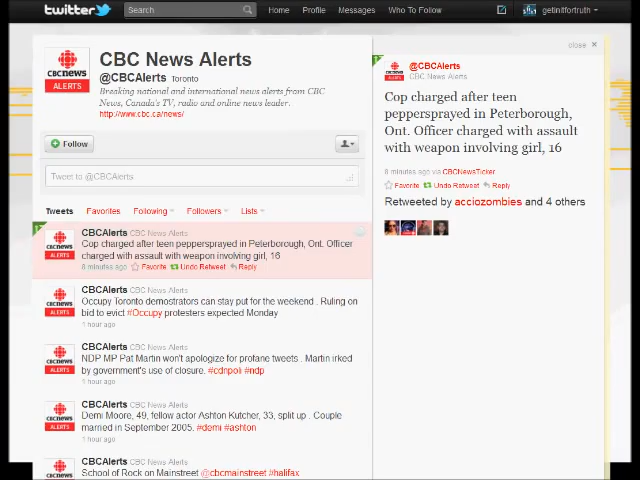 twitter
Search
Home Profile Messages Who To Follow
getinitfortruth
close ×
CBC news
ALERTS
CBC News Alerts
@CBCAlerts Toronto
Breaking national and international news alerts from CBC
News, Canada's TV, radio and online news leader.
http://www.cbc.ca/news/
Follow
Tweet to @CBCAlerts
Tweets Favorites Following Followers Lists
CBCAlerts CBC News Alerts
Cop charged after teen peppersprayed in Peterborough, Ont. Officer
charged with assault with weapon involving girl, 16
8 minutes ago Favorite Undo Retweet Reply
CBCAlerts CBC News Alerts
Occupy Toronto demostrators can stay put for the weekend . Ruling on
bid to evict #Occupy protesters expected Monday
1 hour ago
CBCAlerts CBC News Alerts
NDP MP Pat Martin won't apologize for profane tweets . Martin irked
by government's use of closure. #cdnpoli #ndp
1 hour ago
CBCAlerts CBC News Alerts
Demi Moore, 49, fellow actor Ashton Kutcher, 33, split up . Couple
married in September 2005. #demi #ashton
1 hour ago
CBCAlerts CBC News Alerts
School of Rock on Mainstreet @cbcmainstreet #halifax
@CBCAlerts
CBC News Alerts
Cop charged after teen
peppersprayed in Peterborough,
Ont. Officer charged with assault
with weapon involving girl, 16
8 minutes ago via CBCNewsTicker
Favorite Undo Retweet Reply
Retweeted by acciozombies and 4 others